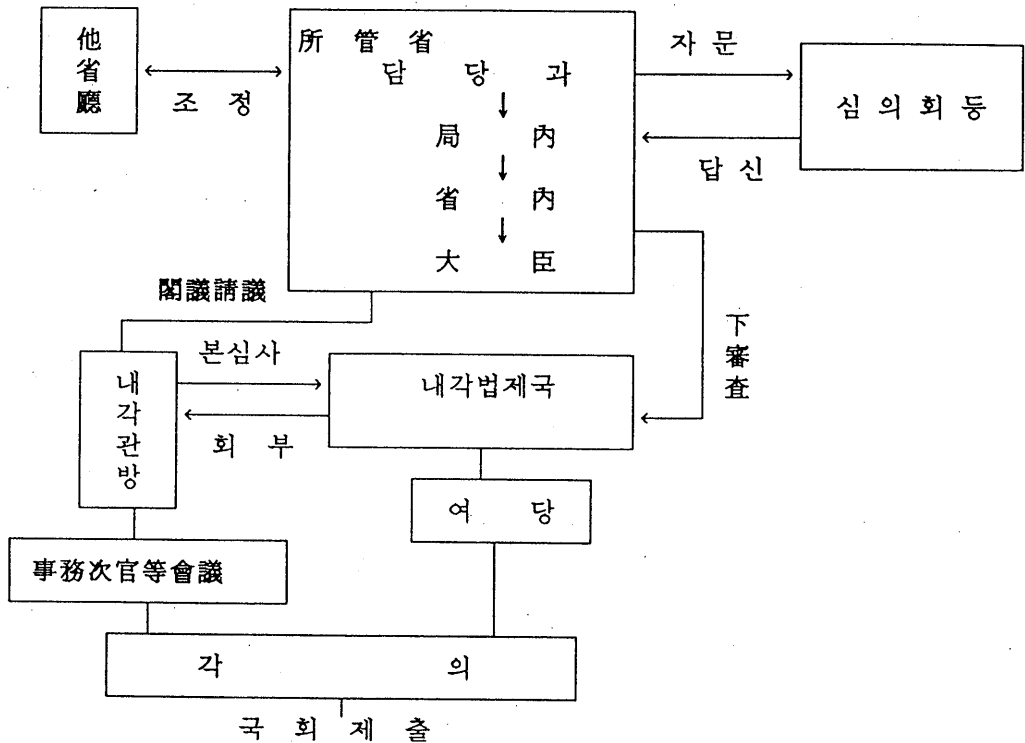 他省廳
조 정
所 管 省
담 당 과
局 內
省 內
大 臣
자 문
답 신
심 의 회 등
閣議請議
下審査
내각관방
본심사
회 부
내각법제국
여 당
事務次官等會議
각 의
국 회 제 출